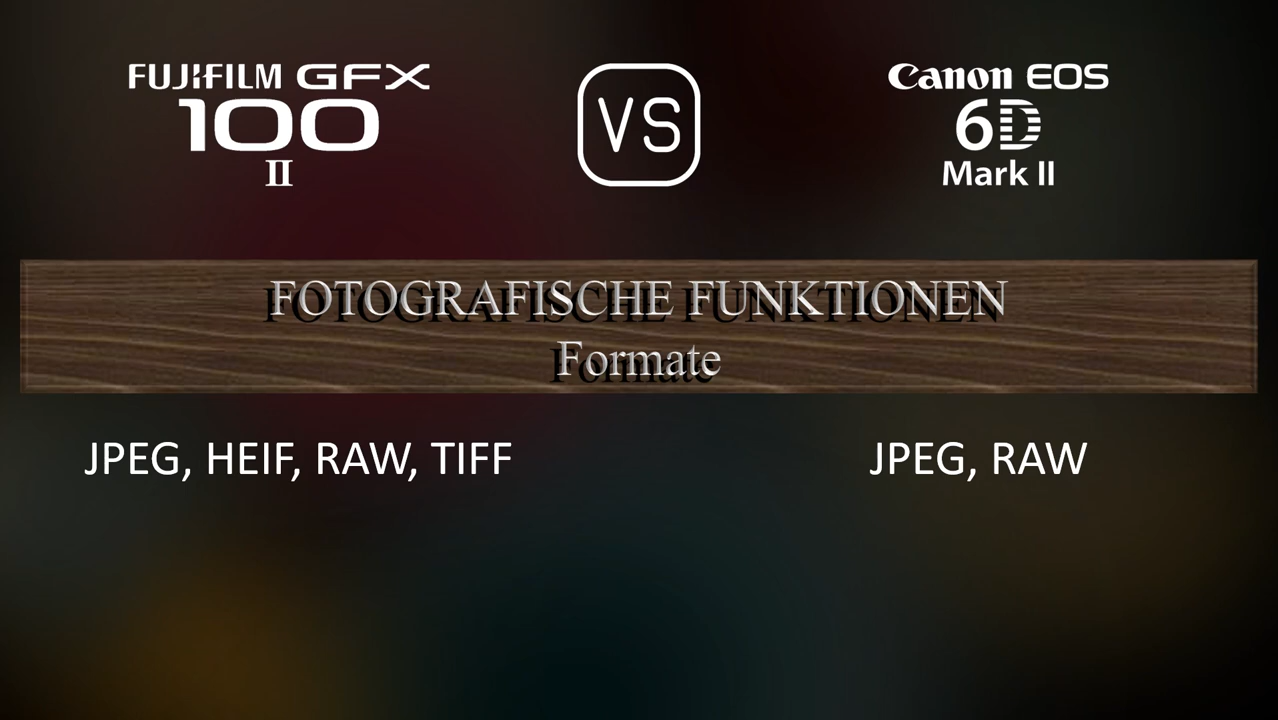 FUJIFILM GFX
100
II
VS
Canon EOS
6D
Mark II
FOTOGRAFISCHE FUNKTIONEN
Formate
JPEG, HEIF, RAW, TIFF
JPEG, RAW